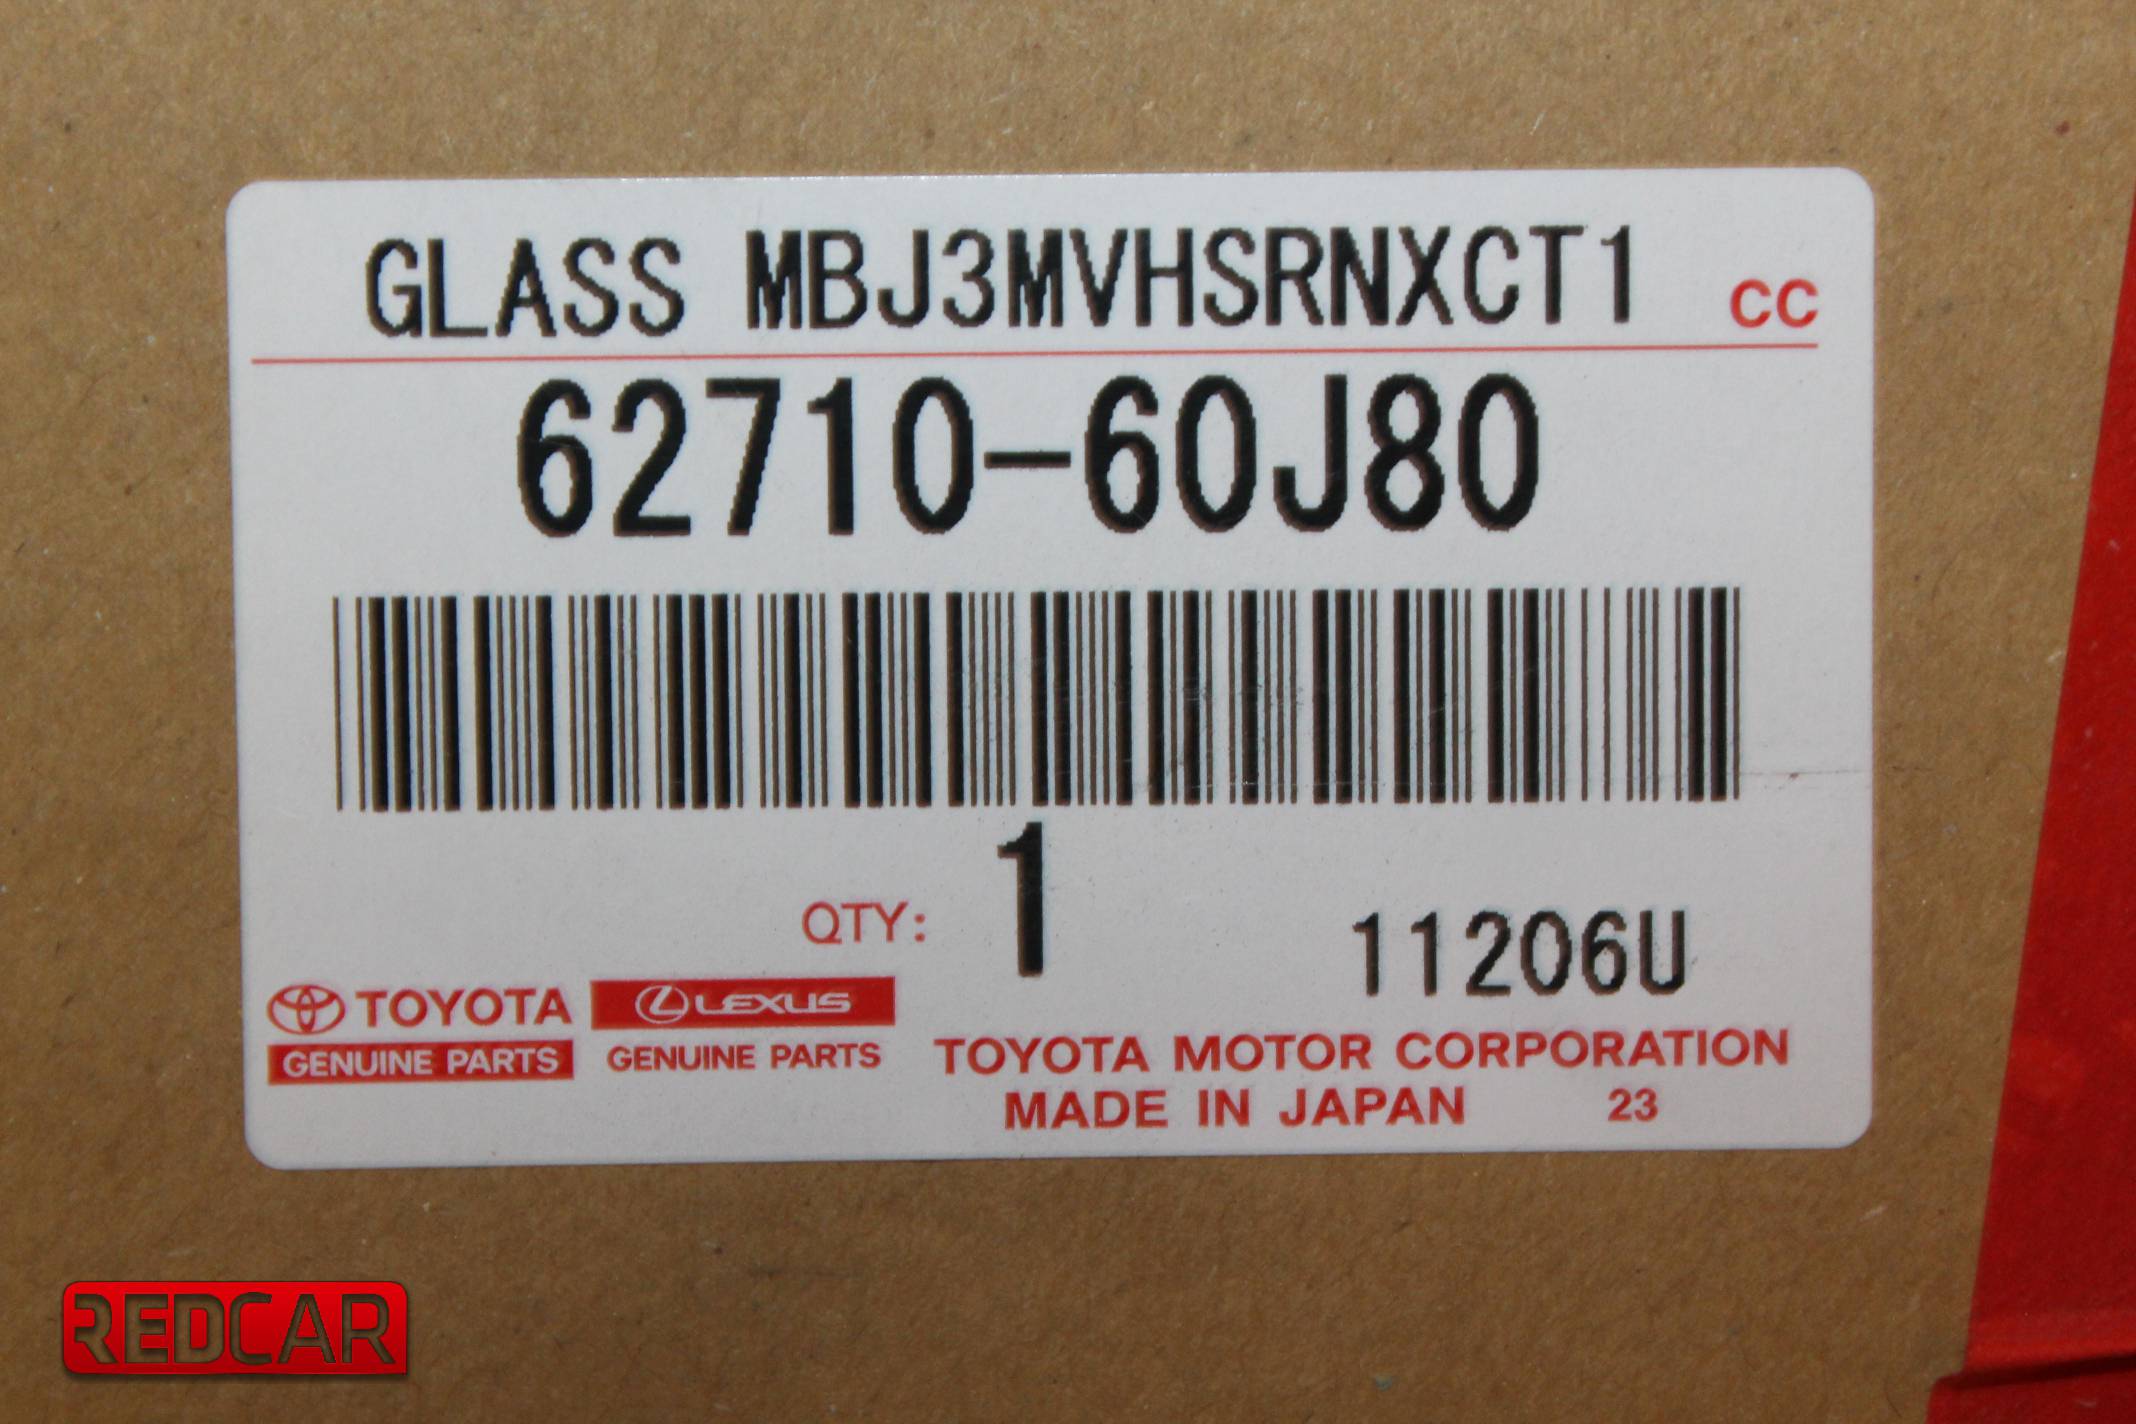 GLASS MBJ3MVHSRNXCT1 CC
62710-60J80
QTY: 1 11206U
TOYOTA LEXUS
GENUINE PARTS GENUINE PARTS
TOYOTA MOTOR CORPORATION
MADE IN JAPAN 23
REDCAR